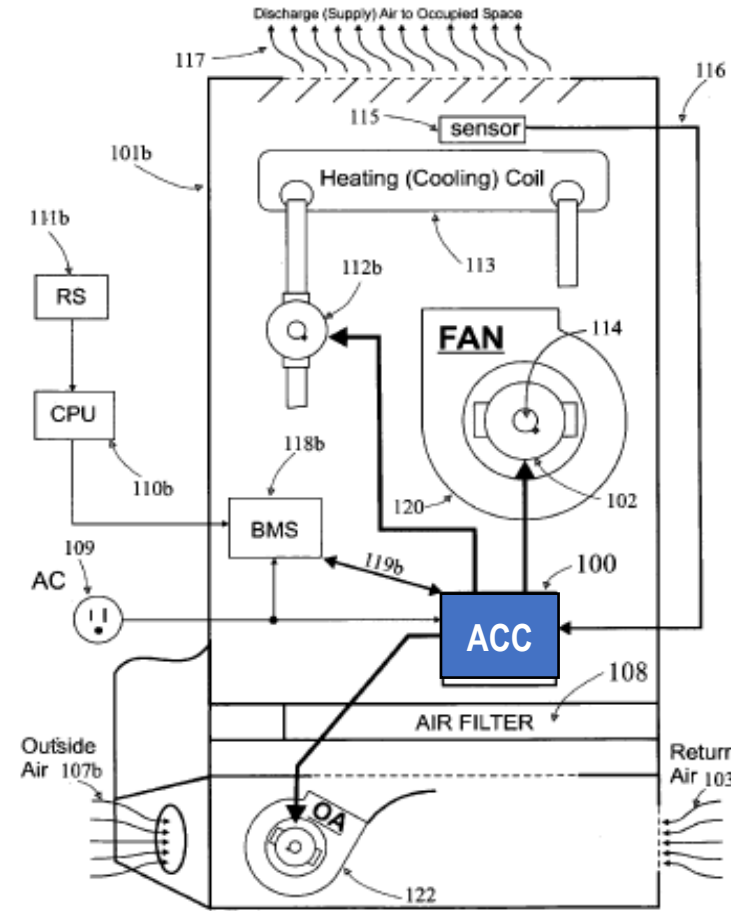 Discharge (Supply) Air to Occupied Space
117
116
115
sensor
101b
Heating (Cooling) Coil
111b
113
RS
112b
FAN
114
CPU
118b
110b
102
120
BMS
109
119b
100
AC
ACC
108
AIR FILTER
Outside
Air
107b
Return
Air
103
OA
122